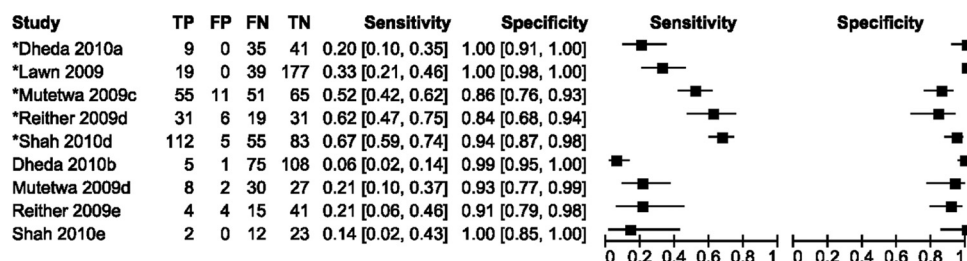 Study TP FP FN TN Sensitivity Specificity Sensitivity Specificity
*Dheda 2010a 9 0 35 41 0.20 [0.10, 0.35] 1.00 [0.91, 1.00]
*Lawn 2009 19 0 39 177 0.33 [0.21, 0.46] 1.00 [0.98, 1.00]
*Mutetwa 2009c 55 11 51 65 0.52 [0.42, 0.62] 0.86 [0.76, 0.93]
*Reither 2009d 31 6 19 31 0.62 [0.47, 0.75] 0.84 [0.68, 0.94]
*Shah 2010d 112 5 55 83 0.67 [0.59, 0.74] 0.94 [0.87, 0.98]
Dheda 2010b 5 1 75 108 0.06 [0.02, 0.14] 0.99 [0.95, 1.00]
Mutetwa 2009d 8 2 30 27 0.21 [0.10, 0.37] 0.93 [0.77, 0.99]
Reither 2009e 4 4 15 41 0.21 [0.06, 0.46] 0.91 [0.79, 0.98]
Shah 2010e 2 0 12 23 0.14 [0.02, 0.43] 1.00 [0.85, 1.00]
0 0.2 0.4 0.6 0.8 1 0 0.2 0.4 0.6 0.8 1